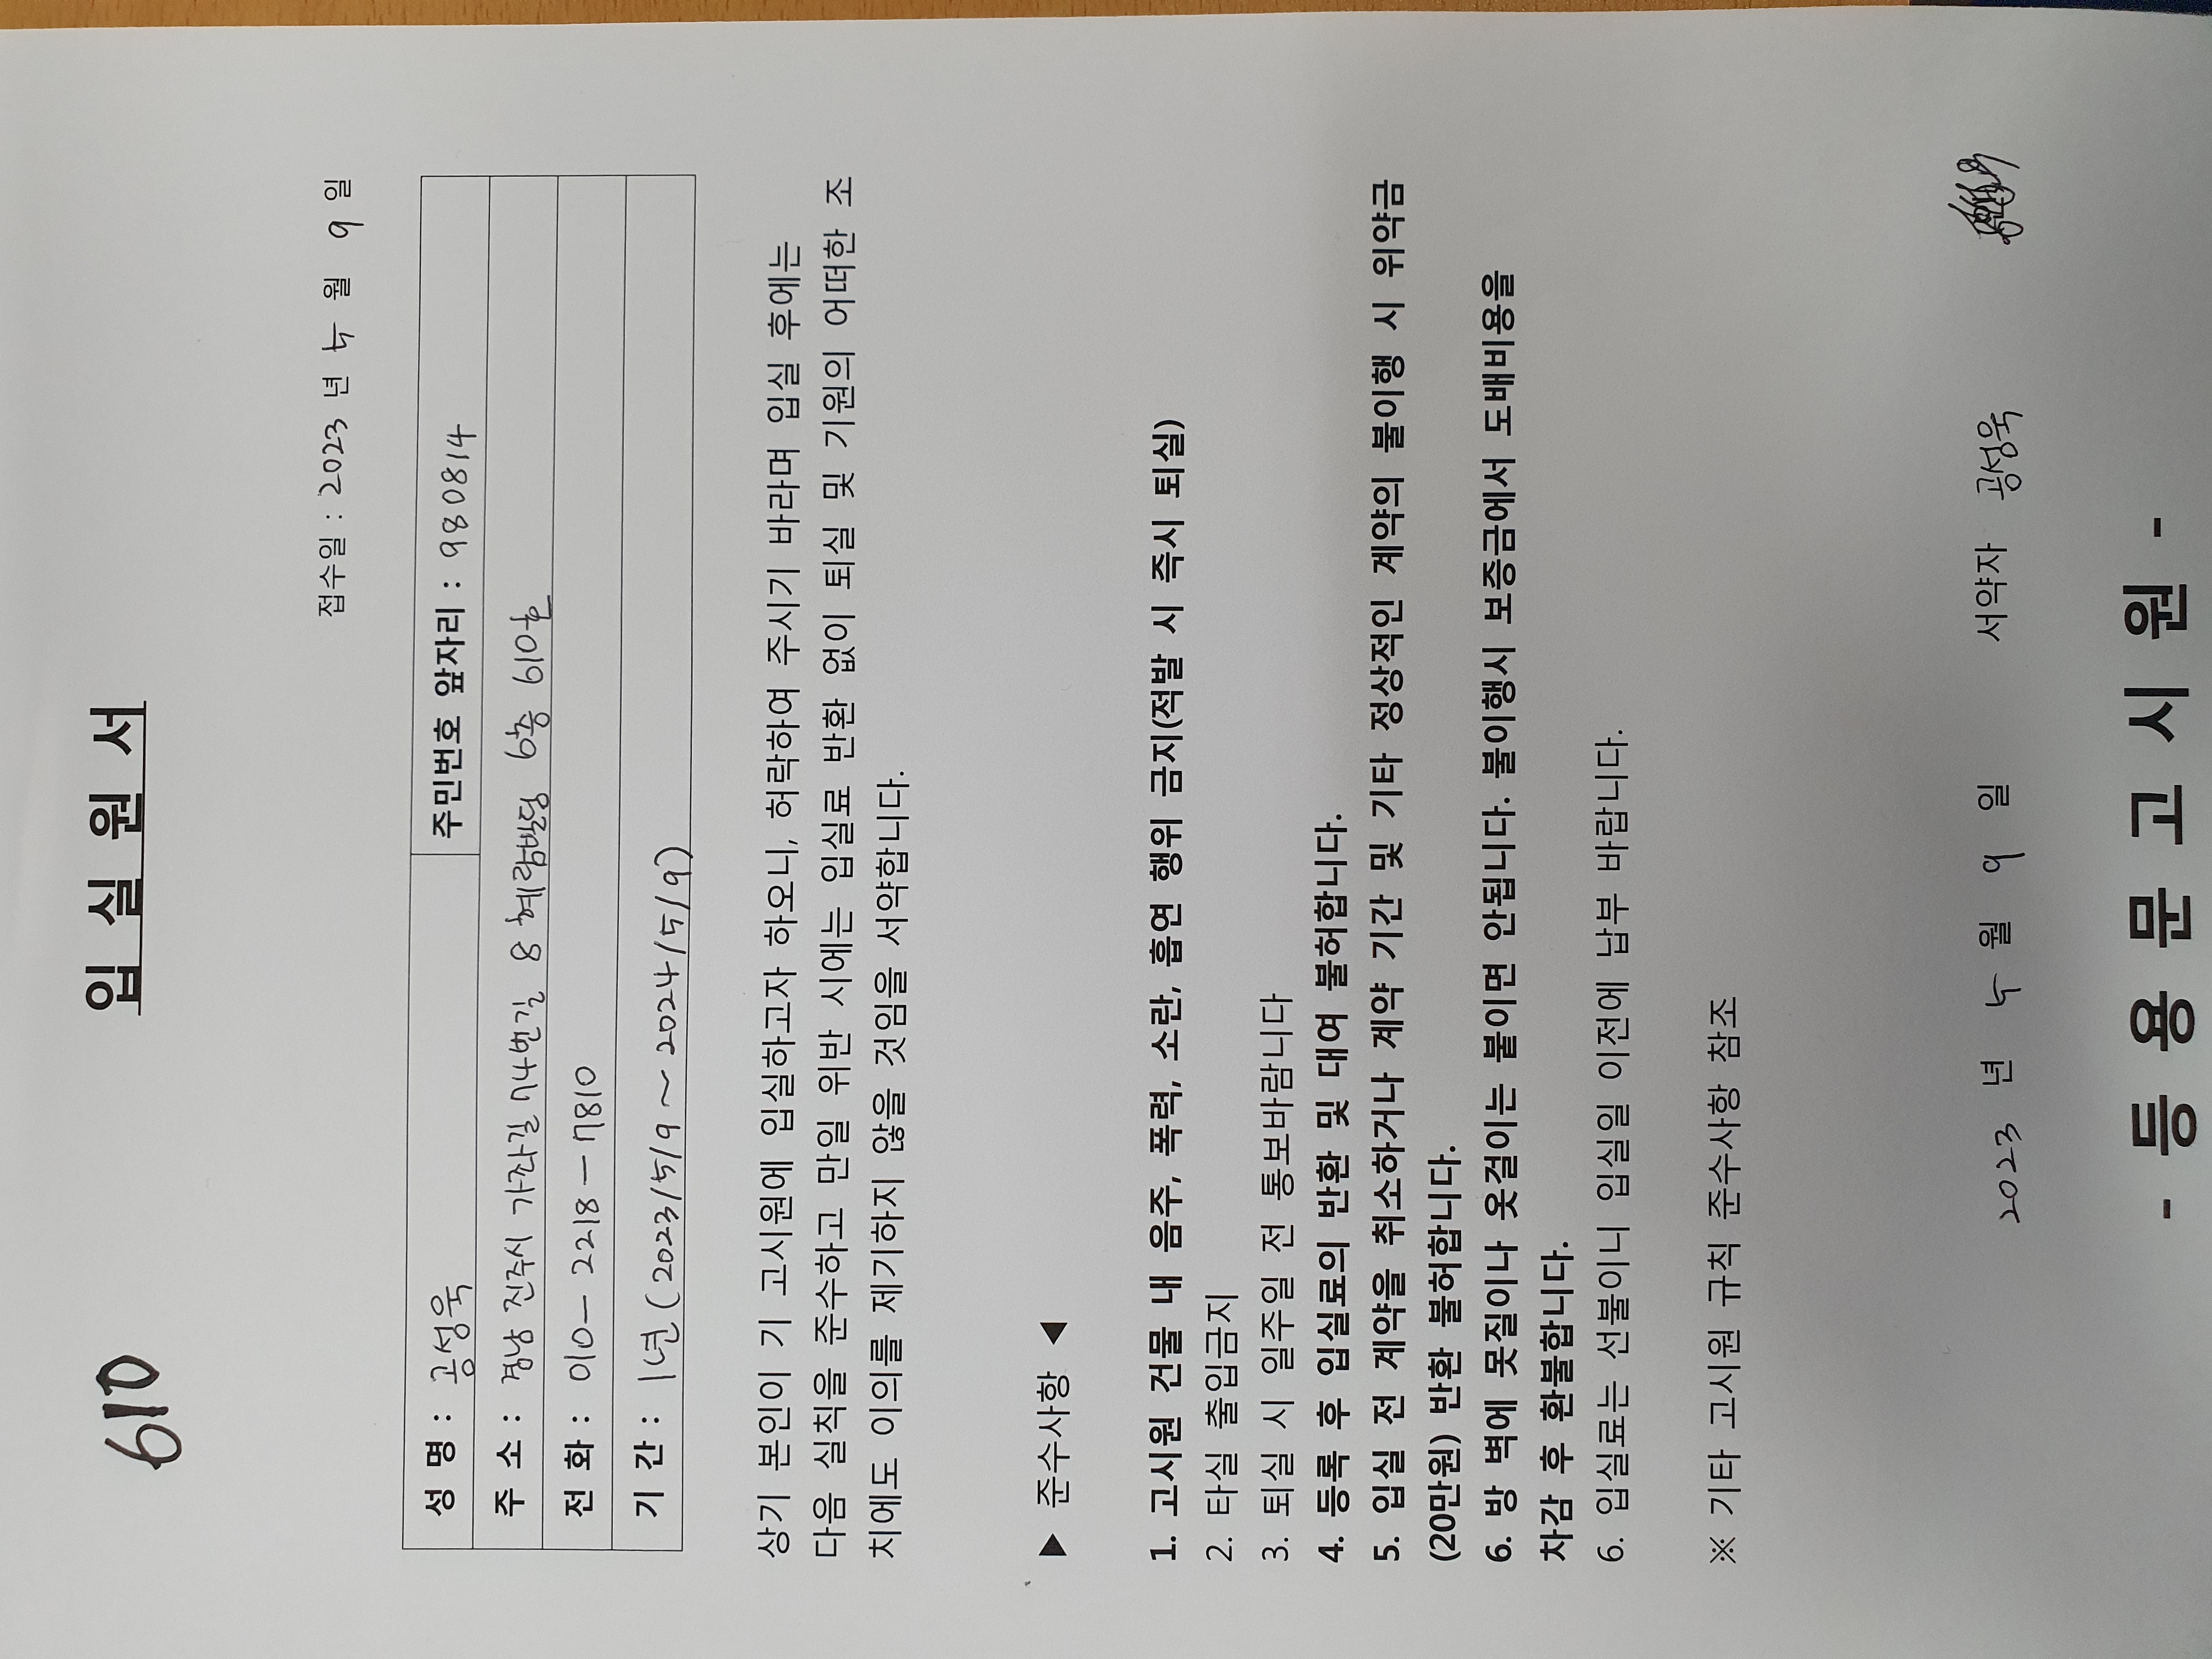 610
입 실 원 서
접수일 : 2023 년 5 월 9 일
성 명 : 공성욱 주민번호 앞자리 : 980814
주 소 : 경남 진주시 가좌길 74번길 8 혜람빌딩 6층 610호
전 화 : 010- 2218 - 7810
기 간 : 1년 ( 2023/5/9 ~ 2024/5/9)
상기 본인이 기 고시원에 입실하고자 하오니, 허락하여 주시기 바라며 입실 후에는
다음 실칙을 준수하고 만일 위반 시에는 입실료 반환 없이 퇴실 및 기원의 어떠한 조
치에도 이의를 제기하지 않을 것임을 서약합니다.
▶ 준수사항 ◀
1. 고시원 건물 내 음주, 폭력, 소란, 흡연 행위 금지(적발 시 즉시 퇴실)
2. 타실 출입금지
3. 퇴실 시 일주일 전 통보바람니다
4. 등록 후 입실료의 반환 및 대여 불허합니다.
5. 입실 전 계약을 취소하거나 계약 기간 및 기타 정상적인 계약의 불이행 시 위약금
(20만원) 반환 불허합니다.
6. 방 벽에 못질이나 옷걸이는 붙이면 안됩니다. 불이행시 보증금에서 도배비용을
차감 후 환불합니다.
6. 입실료는 선불이니 입실일 이전에 납부 바랍니다.
※ 기타 고시원 규칙 준수사항 참조
2023 년 5 월 9 일 서약자 공성욱
- 등 용 문 고 시 원 -